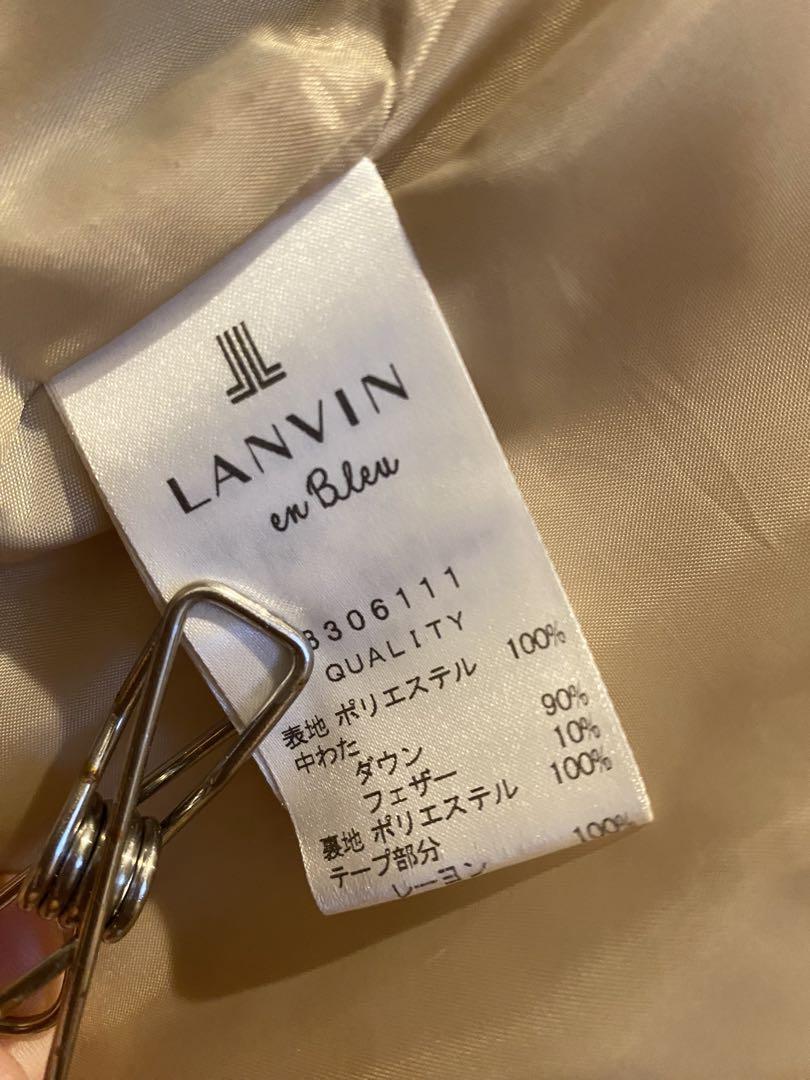 LANVIN
en Bleu
3306111
QUALITY
表地 ポリエステル 100%
中わた
ダウン 90%
フェザー 10%
裏地 ポリエステル 100%
テープ部分
レーヨン 100%